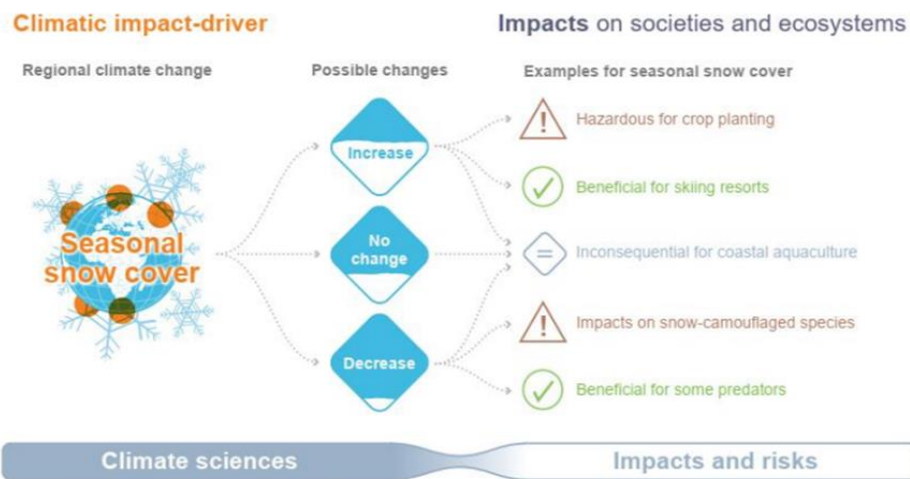 Climatic impact-driver
Impacts on societies and ecosystems
Regional climate change
Possible changes
Examples for seasonal snow cover
Seasonal
snow cover
Increase
No
change
Decrease
Hazardous for crop planting
Beneficial for skiing resorts
Inconsequential for coastal aquaculture
Impacts on snow-camouflaged species
Beneficial for some predators
Climate sciences
Impacts and risks